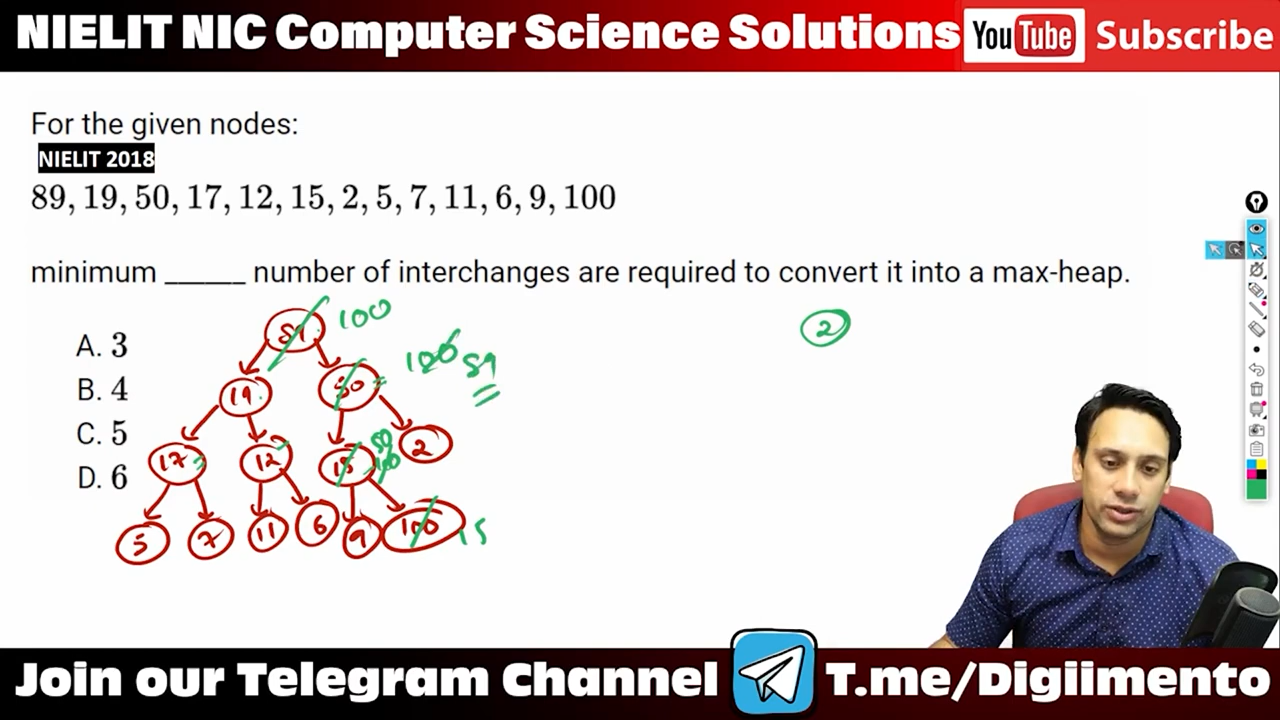 NIELIT NIC Computer Science Solutions YouTube Subscribe
For the given nodes:
NIELIT 2018
89, 19, 50, 17, 12, 15, 2, 5, 7, 11, 6, 9, 100
minimum ______ number of interchanges are required to convert it into a max-heap.
A. 3
B. 4
C. 5
D. 6
2
89 100
19 50 100 89
17 12 15 50 100 2
5 7 11 6 9 100 15
Join our Telegram Channel T.me/Digiimento